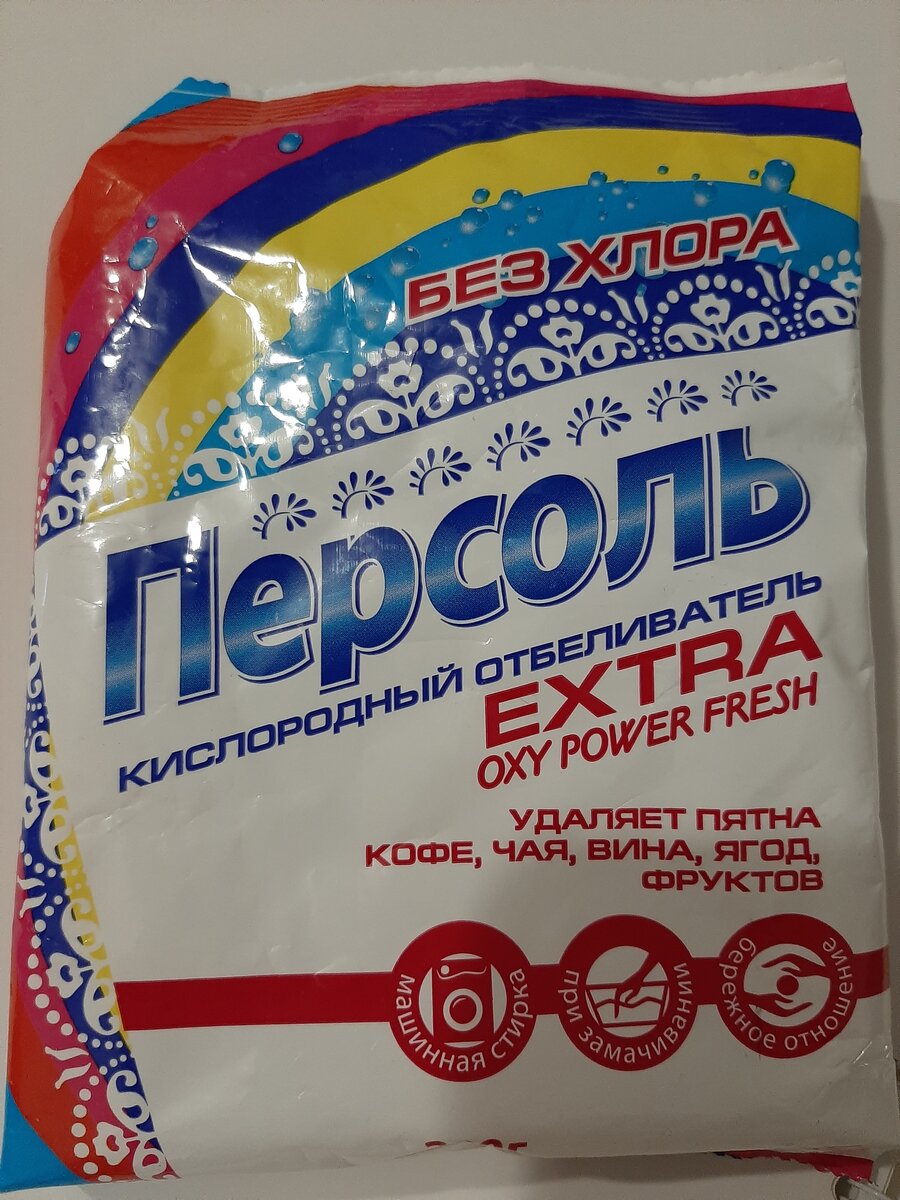 БЕЗ ХЛОРА
Персоль
КИСЛОРОДНЫЙ ОТБЕЛИВАТЕЛЬ
EXTRA
OXY POWER FRESH
УДАЛЯЕТ ПЯТНА
КОФЕ, ЧАЯ, ВИНА, ЯГОД,
ФРУКТОВ
машинная стирка
при замачивании
бережное отношение